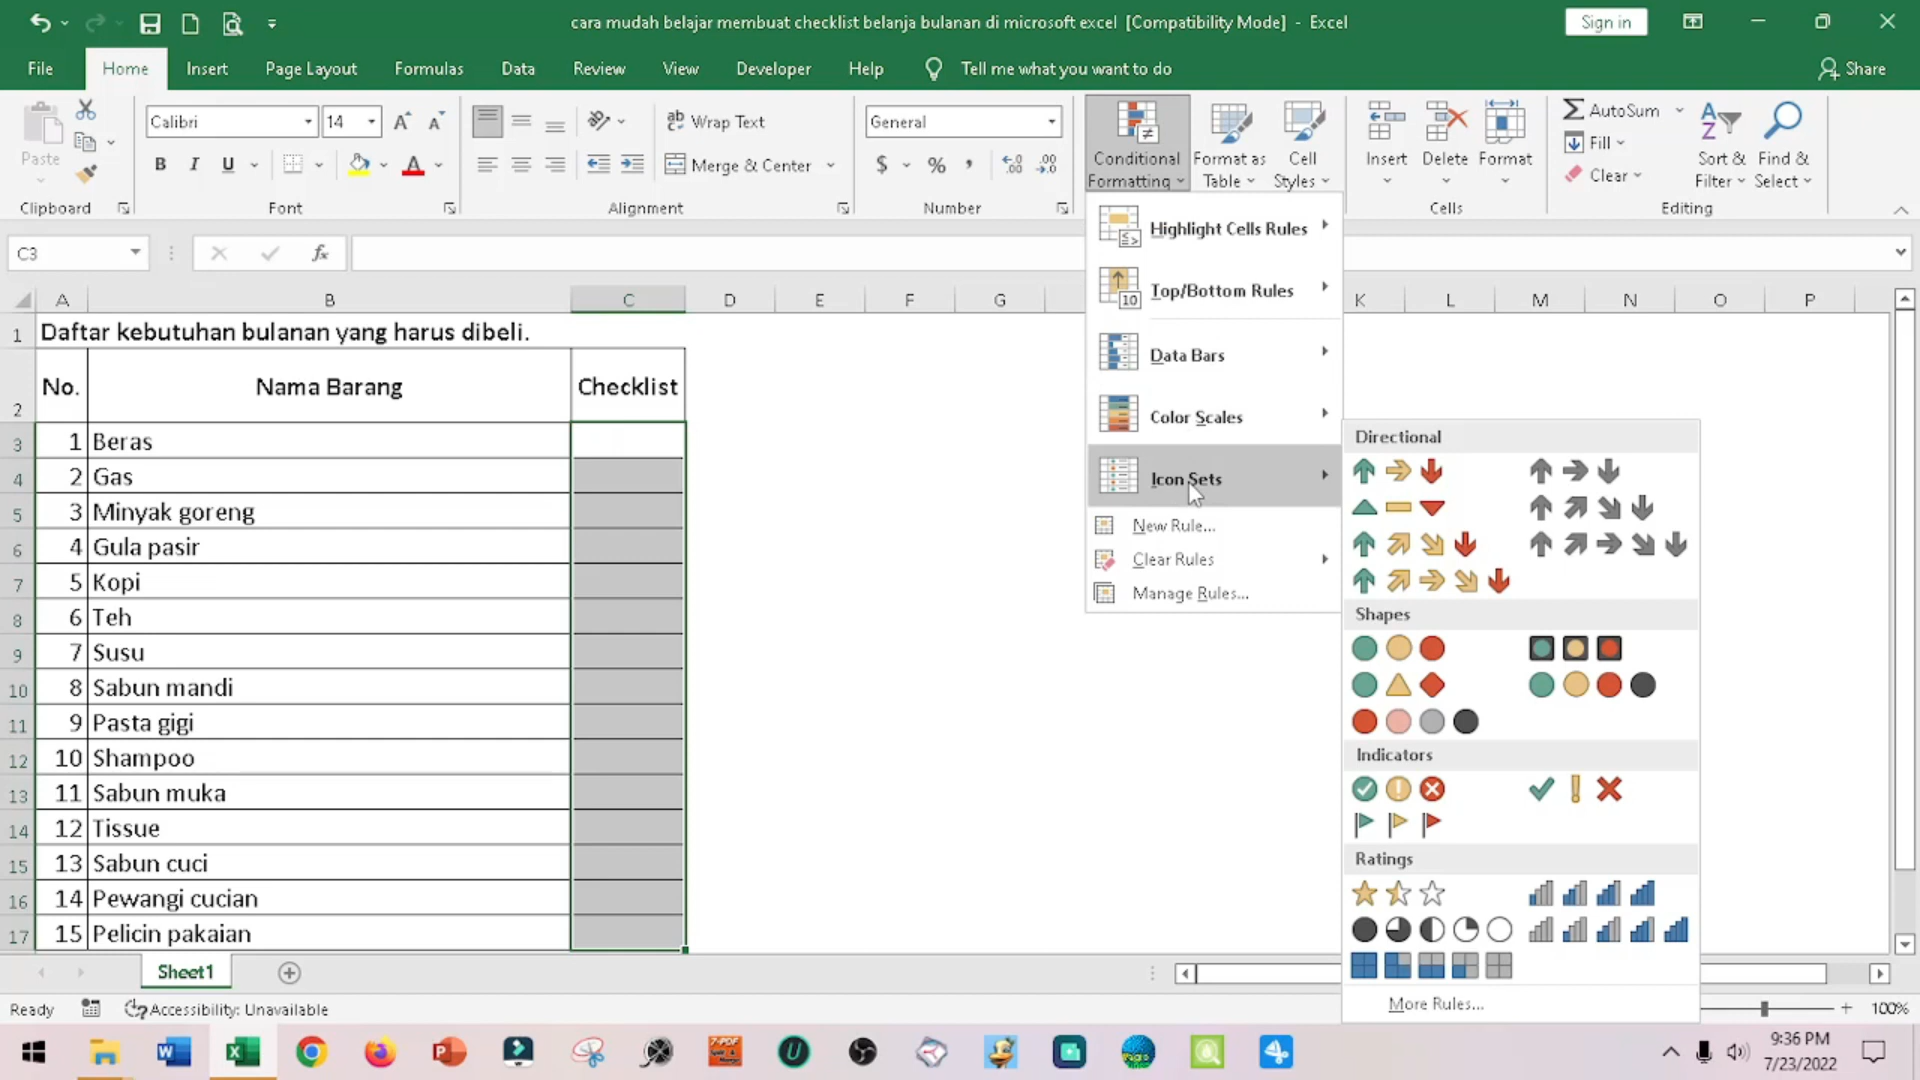 cara mudah belajar membuat checklist belanja bulanan di microsoft excel [Compatibility Mode] - Excel
Sign in
File Home Insert Page Layout Formulas Data Review View Developer Help Tell me what you want to do Share
Paste
Clipboard
Calibri 14
B I U
Font
Wrap Text
Merge & Center
Alignment
General
$ % ,
Number
Conditional Formatting
Format as Table
Cell Styles
Insert Delete Format
Cells
AutoSum
Fill
Clear
Sort & Filter
Find & Select
Editing
C3
fx
A B C D E F G K L M N O P
1 Daftar kebutuhan bulanan yang harus dibeli.
2 No. Nama Barang Checklist
3 1 Beras
4 2 Gas
5 3 Minyak goreng
6 4 Gula pasir
7 5 Kopi
8 6 Teh
9 7 Susu
10 8 Sabun mandi
11 9 Pasta gigi
12 10 Shampoo
13 11 Sabun muka
14 12 Tissue
15 13 Sabun cuci
16 14 Pewangi cucian
17 15 Pelicin pakaian
Highlight Cells Rules
Top/Bottom Rules
Data Bars
Color Scales
Icon Sets
New Rule...
Clear Rules
Manage Rules...
Directional
Shapes
Indicators
Ratings
More Rules...
Sheet1
Ready Accessibility: Unavailable 100%
9:36 PM
7/23/2022